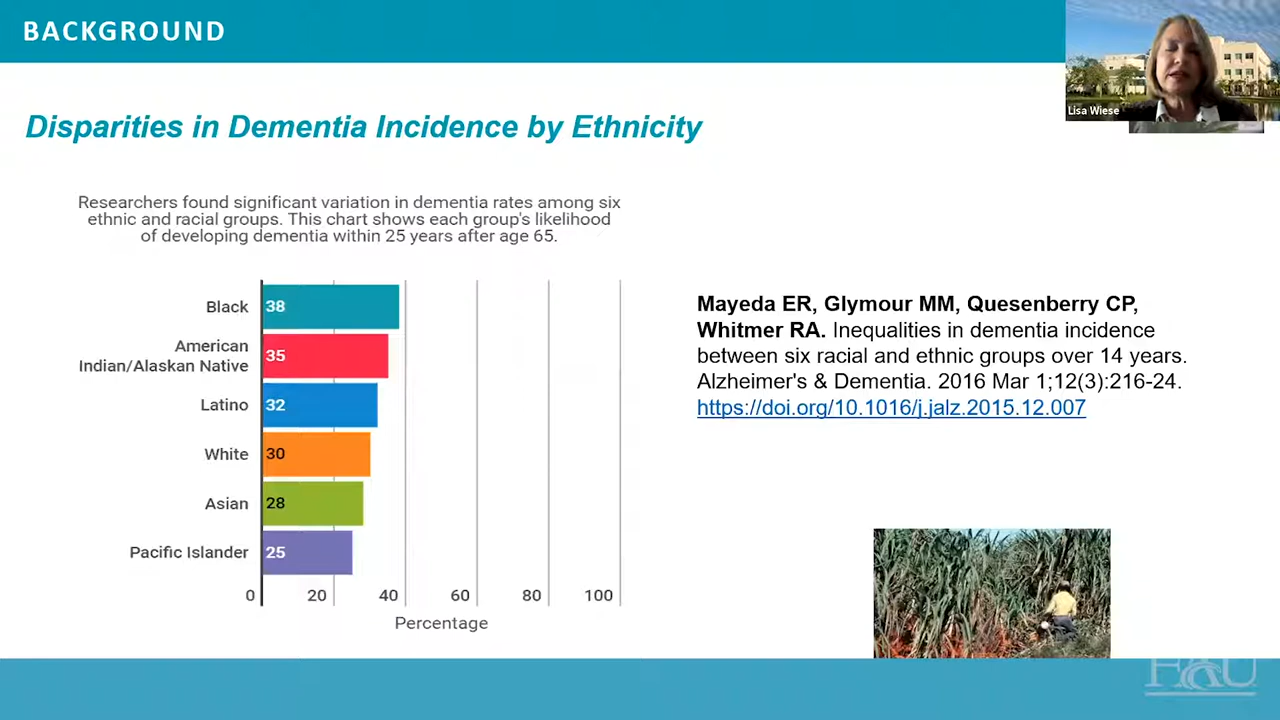 BACKGROUND
Lisa Wiese
Disparities in Dementia Incidence by Ethnicity
Researchers found significant variation in dementia rates among six
ethnic and racial groups. This chart shows each group's likelihood
of developing dementia within 25 years after age 65.
Black
38
American
Indian/Alaskan Native
35
Latino
32
White
30
Asian
28
Pacific Islander
25
0 20 40 60 80 100
Percentage
Mayeda ER, Glymour MM, Quesenberry CP,
Whitmer RA. Inequalities in dementia incidence
between six racial and ethnic groups over 14 years.
Alzheimer's & Dementia. 2016 Mar 1;12(3):216-24.
https://doi.org/10.1016/j.jalz.2015.12.007
FAU